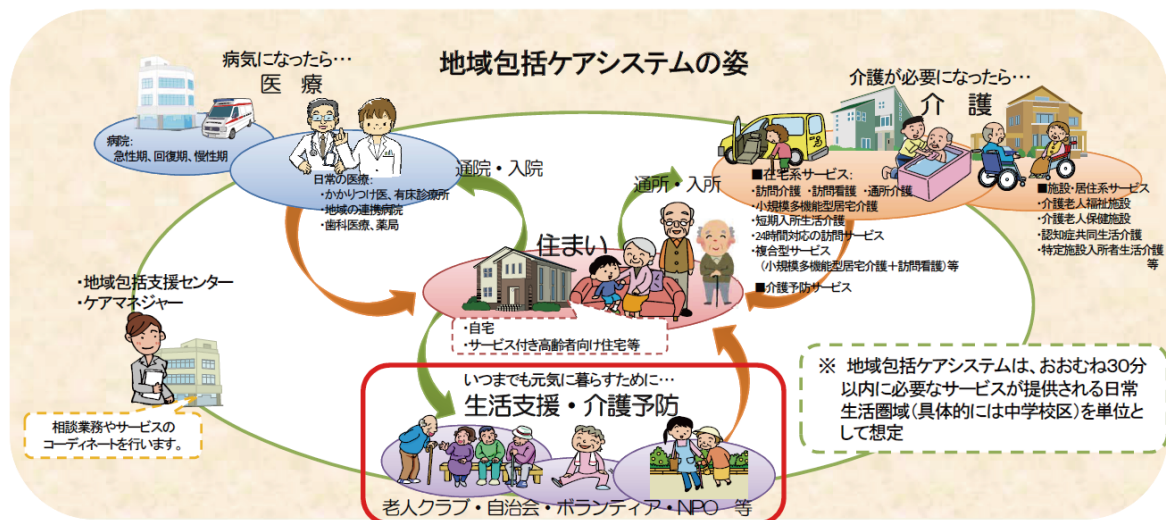 地域包括ケアシステムの姿
病気になったら…
医 療
病院:
急性期、回復期、慢性期
日常の医療:
・かかりつけ医、有床診療所
・地域の連携病院
・歯科医療、薬局
通院・入院
介護が必要になったら…
介 護
通所・入所
■在宅系サービス:
・訪問介護 ・訪問看護 ・通所介護
・小規模多機能型居宅介護
・短期入所生活介護
・24時間対応の訪問サービス
・複合型サービス
(小規模多機能型居宅介護+訪問看護)等
■介護予防サービス
■施設・居住系サービス
・介護老人福祉施設
・介護老人保健施設
・認知症共同生活介護
・特定施設入所者生活介護
等
住まい
・自宅
・サービス付き高齢者向け住宅等
・地域包括支援センター
・ケアマネジャー
相談業務やサービスの
コーディネートを行います。
いつまでも元気に暮らすために…
生活支援・介護予防
老人クラブ・自治会・ボランティア・NPO 等
※ 地域包括ケアシステムは、おおむね30分
以内に必要なサービスが提供される日常
生活圏域(具体的には中学校区)を単位と
して想定